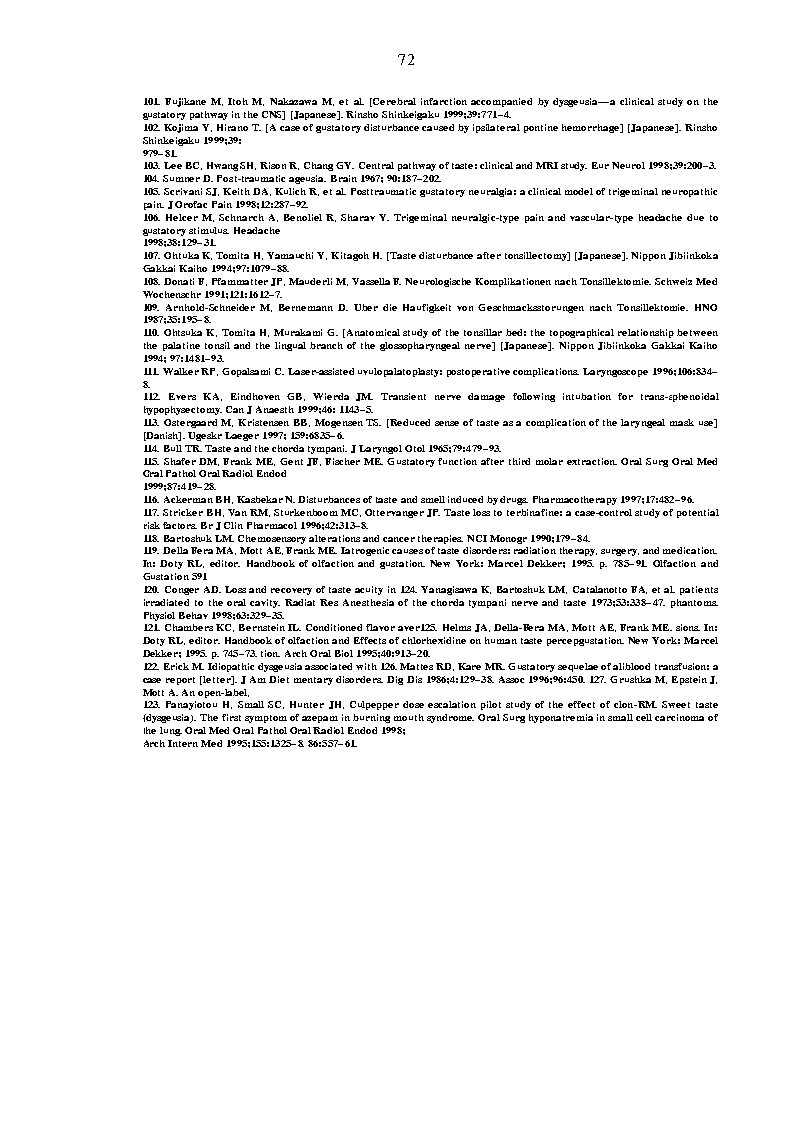 72
101. Fujikane M, Itoh M, Nakazawa M, et al. [Cerebral infarction accompanied by dysgeusia—a clinical study on the
gustatory pathway in the CNS] [Japanese]. Rinsho Shinkeigaku 1999;39:771–4.
102. Kojima Y, Hirano T. [A case of gustatory disturbance caused by ipsilateral pontine hemorrhage] [Japanese]. Rinsho
Shinkeigaku 1999;39:
979–81.
103. Lee BC, Hwang SH, Rison R, Chang GY. Central pathway of taste: clinical and MRI study. Eur Neurol 1998;39:200–3.
104. Sumner D. Post-traumatic ageusia. Brain 1967; 90:187–202.
105. Scrivani SJ, Keith DA, Kulich R, et al. Posttraumatic gustatory neuralgia: a clinical model of trigeminal neuropathic
pain. J Orofac Pain 1998;12:287–92.
106. Helcer M, Schnarch A, Benoliel R, Sharav Y. Trigeminal neuralgic-type pain and vascular-type headache due to
gustatory stimulus. Headache
1998;38:129–31.
107. Ohtuka K, Tomita H, Yamauchi Y, Kitagoh H. [Taste disturbance after tonsillectomy] [Japanese]. Nippon Jibiinkoka
Gakkai Kaiho 1994;97:1079–88.
108. Donati F, Pfammatter JP, Mauderli M, Vassella F. Neurologische Komplikationen nach Tonsillektomie. Schweiz Med
Wochenschr 1991;121:1612–7.
109. Arnhold-Schneider M, Bernemann D. Uber die Haufigkeit von Geschmacksstorungen nach Tonsillektomie. HNO
1987;35:195–8.
110. Ohtsuka K, Tomita H, Murakami G. [Anatomical study of the tonsillar bed: the topographical relationship between
the palatine tonsil and the lingual branch of the glossopharyngeal nerve] [Japanese]. Nippon Jibiinkoka Gakkai Kaiho
1994; 97:1481–93.
111. Walker RP, Gopalsami C. Laser-assisted uvulopalatoplasty: postoperative complications. Laryngoscope 1996;106:834–
8.
112. Evers KA, Eindhoven GB, Wierda JM. Transient nerve damage following intubation for trans-sphenoidal
hypophysectomy. Can J Anaesth 1999;46: 1143–5.
113. Ostergaard M, Kristensen BB, Mogensen TS. [Reduced sense of taste as a complication of the laryngeal mask use]
[Danish]. Ugeskr Laeger 1997; 159:6835–6.
114. Bull TR. Taste and the chorda tympani. J Laryngol Otol 1965;79:479–93.
115. Shafer DM, Frank ME, Gent JF, Fischer ME. Gustatory function after third molar extraction. Oral Surg Oral Med
Oral Pathol Oral Radiol Endod
1999;87:419–28.
116. Ackerman BH, Kasbekar N. Disturbances of taste and smell induced by drugs. Pharmacotherapy 1997;17:482–96.
117. Stricker BH, Van RM, Sturkenboom MC, Ottervanger JP. Taste loss to terbinafine: a case-control study of potential
risk factors. Br J Clin Pharmacol 1996;42:313–8.
118. Bartoshuk LM. Chemosensory alterations and cancer therapies. NCI Monogr 1990;179–84.
119. Della Fera MA, Mott AE, Frank ME. Iatrogenic causes of taste disorders: radiation therapy, surgery, and medication.
In: Doty RL, editor. Handbook of olfaction and gustation. New York: Marcel Dekker; 1995. p. 785–91. Olfaction and
Gustation 591
120. Conger AD. Loss and recovery of taste acuity in 124. Yanagisawa K, Bartoshuk LM, Catalanotto FA, et al. patients
irradiated to the oral cavity. Radiat Res Anesthesia of the chorda tympani nerve and taste 1973;53:338–47. phantoms.
Physiol Behav 1998;63:329–35.
121. Chambers KC, Bernstein IL. Conditioned flavor aver125. Helms JA, Della-Fera MA, Mott AE, Frank ME. sions. In:
Doty RL, editor. Handbook of olfaction and Effects of chlorhexidine on human taste percepgustation. New York: Marcel
Dekker; 1995. p. 745–73. tion. Arch Oral Biol 1995;40:913–20.
122. Erick M. Idiopathic dysgeusia associated with 126. Mattes RD, Kare MR. Gustatory sequelae of aliblood transfusion: a
case report [letter]. J Am Diet mentary disorders. Dig Dis 1986;4:129–38. Assoc 1996;96:450. 127. Grushka M, Epstein J,
Mott A. An open-label,
123. Panayiotou H, Small SC, Hunter JH, Culpepper dose escalation pilot study of the effect of clon-RM. Sweet taste
(dysgeusia). The first symptom of azepam in burning mouth syndrome. Oral Surg hyponatremia in small cell carcinoma of
the lung. Oral Med Oral Pathol Oral Radiol Endod 1998;
Arch Intern Med 1995;155:1325–8. 86:557–61.